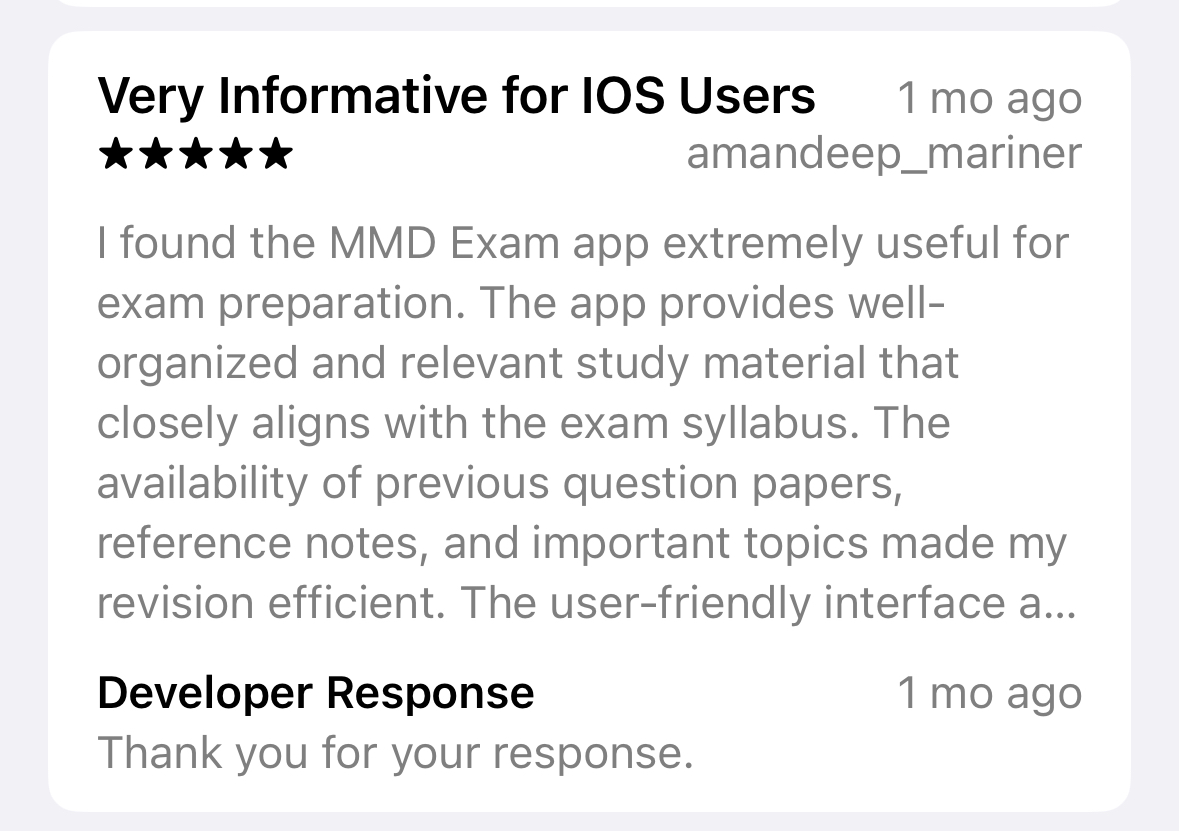 Very Informative for IOS Users 1 mo ago
★★★★★ amandeep_mariner
I found the MMD Exam app extremely useful for
exam preparation. The app provides well-
organized and relevant study material that
closely aligns with the exam syllabus. The
availability of previous question papers,
reference notes, and important topics made my
revision efficient. The user-friendly interface a...
Developer Response 1 mo ago
Thank you for your response.